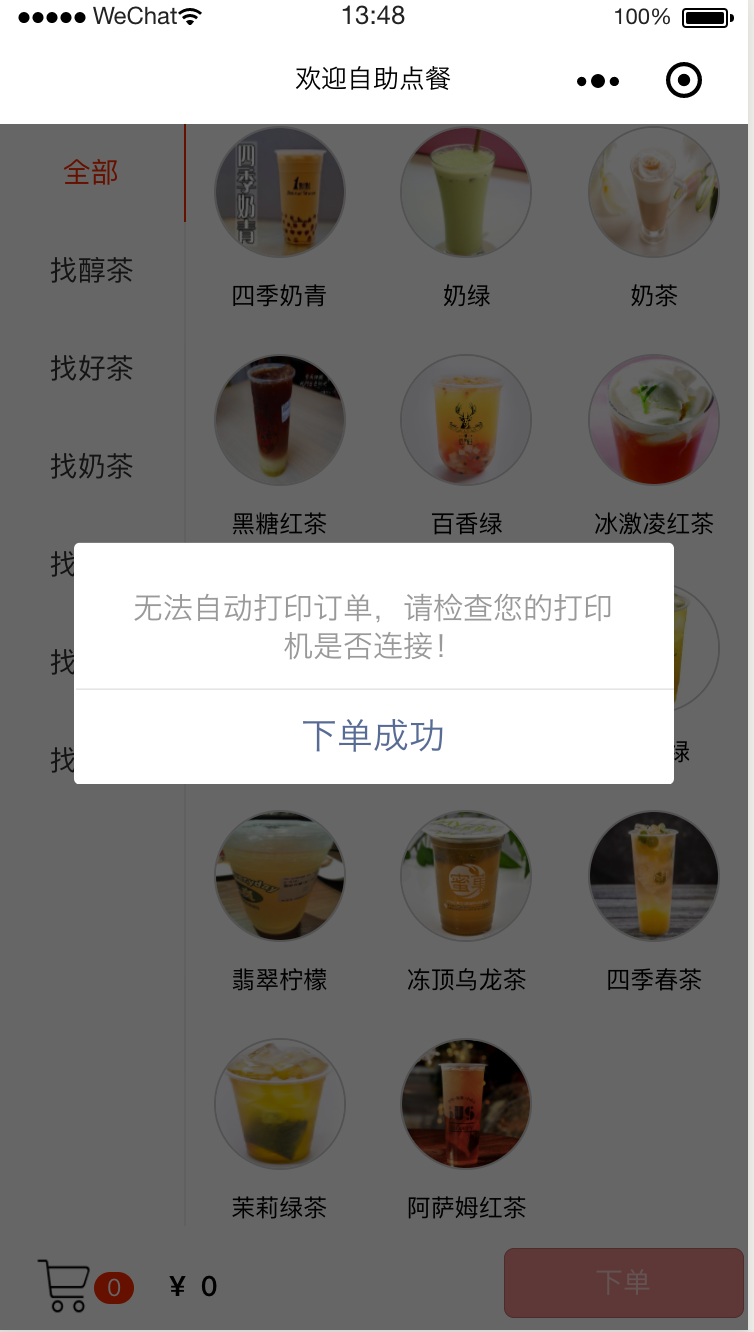 WeChat
13:48
100%
欢迎自助点餐
全部
找醇茶
找好茶
找奶茶
找
找
找
四季奶青
四季奶青
奶绿
奶茶
黑糖红茶
百香绿
冰激凌红茶
绿
无法自动打印订单，请检查您的打印
机是否连接！
下单成功
翡翠柠檬
冻顶乌龙茶
四季春茶
茉莉绿茶
阿萨姆红茶
0
¥ 0
下单